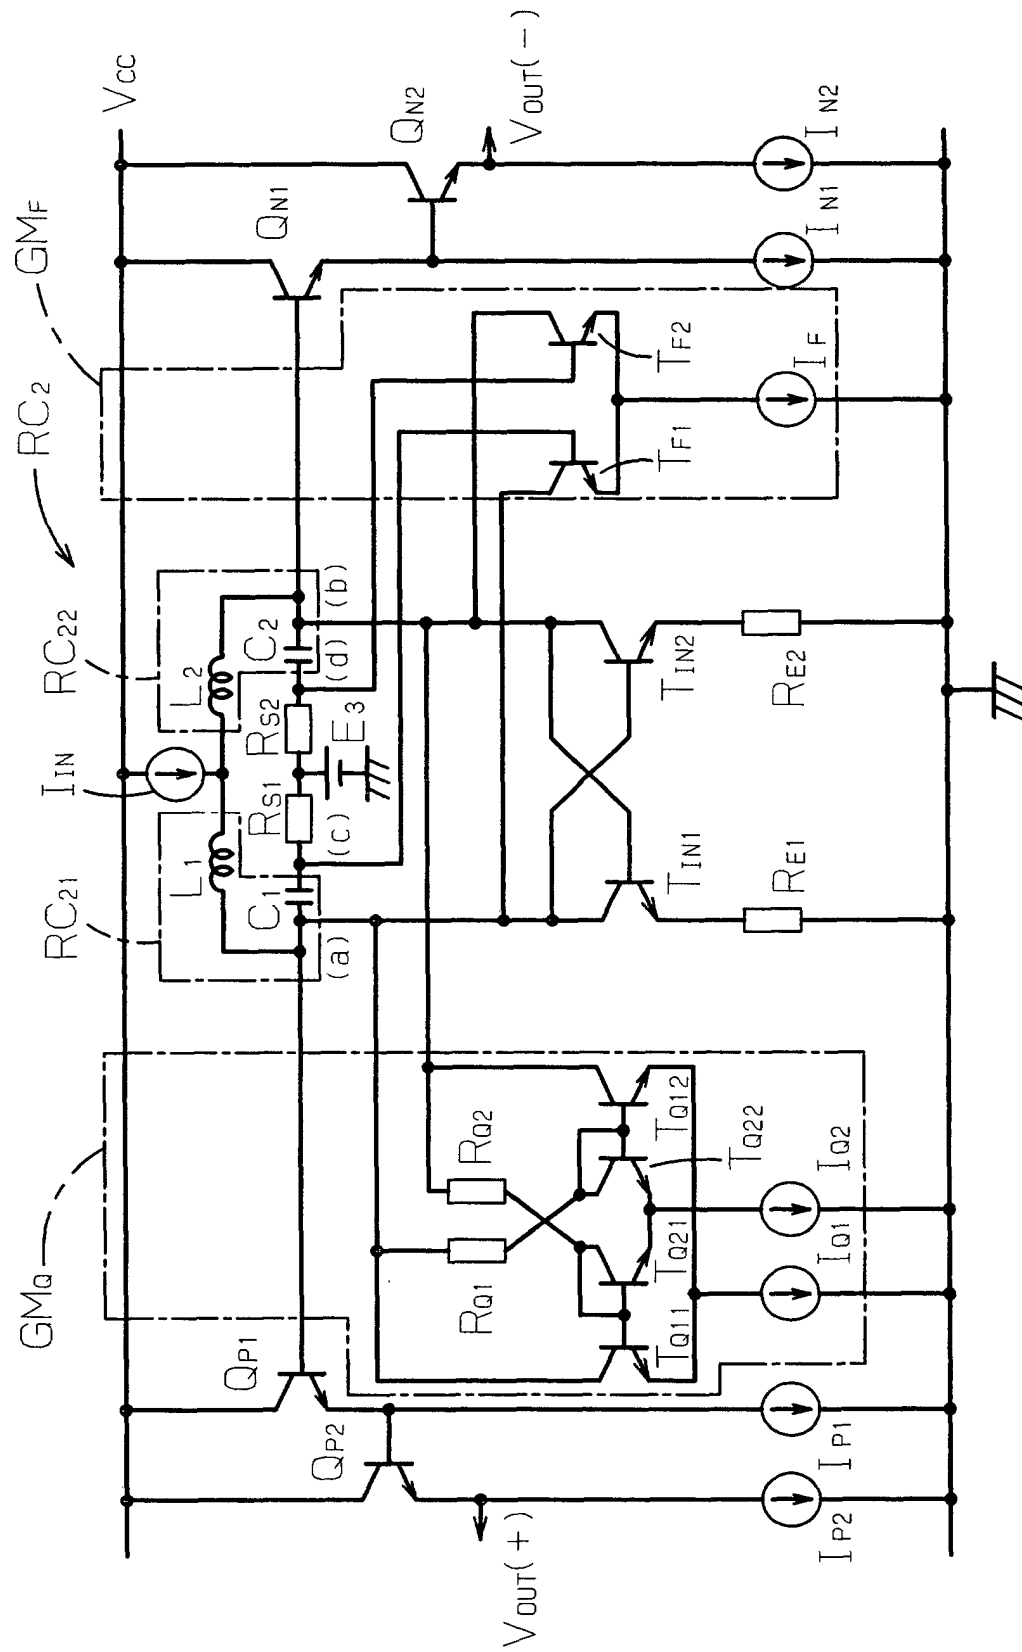 RC2
GMF
VCC
GMQ
RC21
IIN
RC22
QN1
QN2
QP1
QP2
L1
L2
C1
RS1
RS2
C2
E3
(a)
(c)
(d)
(b)
VOUT(+)
VOUT(-)
RQ1
RQ2
TQ11
TQ21
TQ12
TQ22
TIN1
TIN2
TF1
TF2
IP2
IP1
IQ1
IQ2
RE1
RE2
IF
IN1
IN2